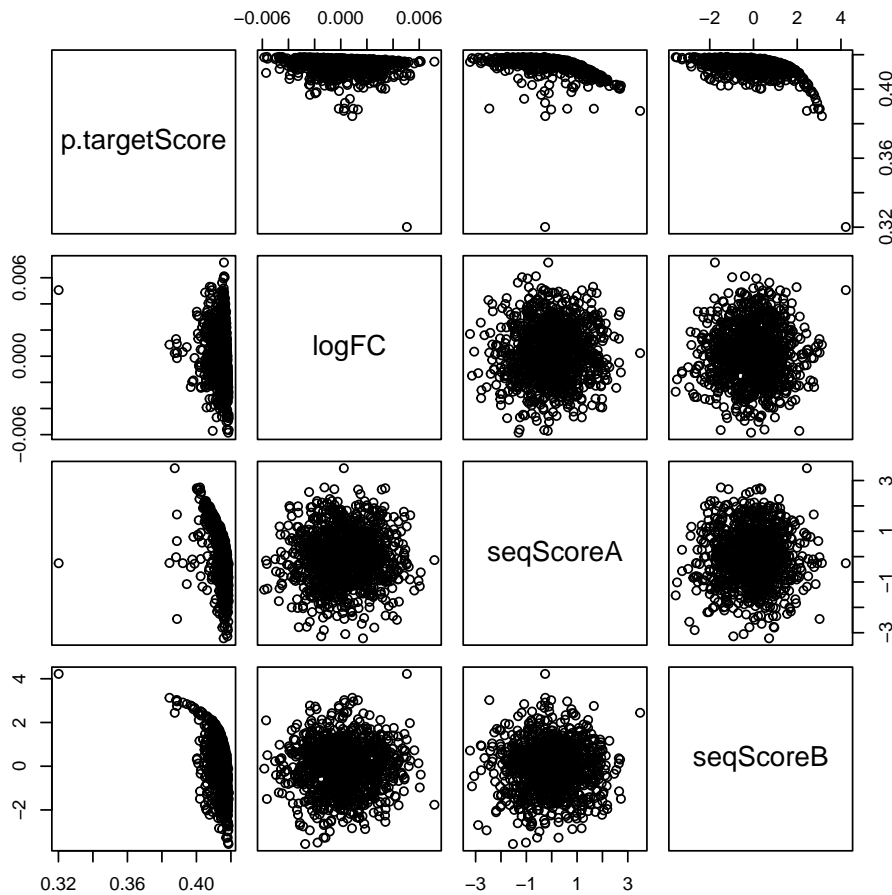 −0.006 0.000 0.006 −2 0 2 4
p.targetScore
0.32 0.36 0.40
−0.006 0.000 0.006
logFC
seqScoreA
−3 −1 1 3
−2 0 2 4
seqScoreB
0.32 0.36 0.40 −3 −1 1 3